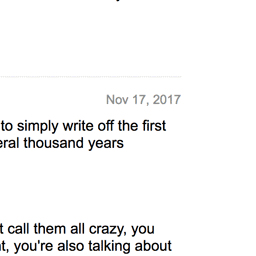 Nov 17, 2017
to simply write off the first
eral thousand years
t call them all crazy, you
t, you're also talking about